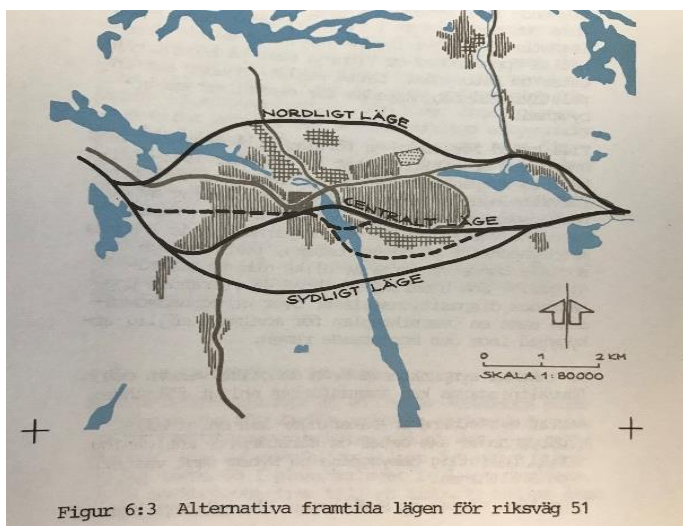 NORDLIGT LÄGE
CENTRALT LÄGE
SYDLIGT LÄGE
0 1 2 KM
SKALA 1:80000
Figur 6:3 Alternativa framtida lägen för riksväg 51